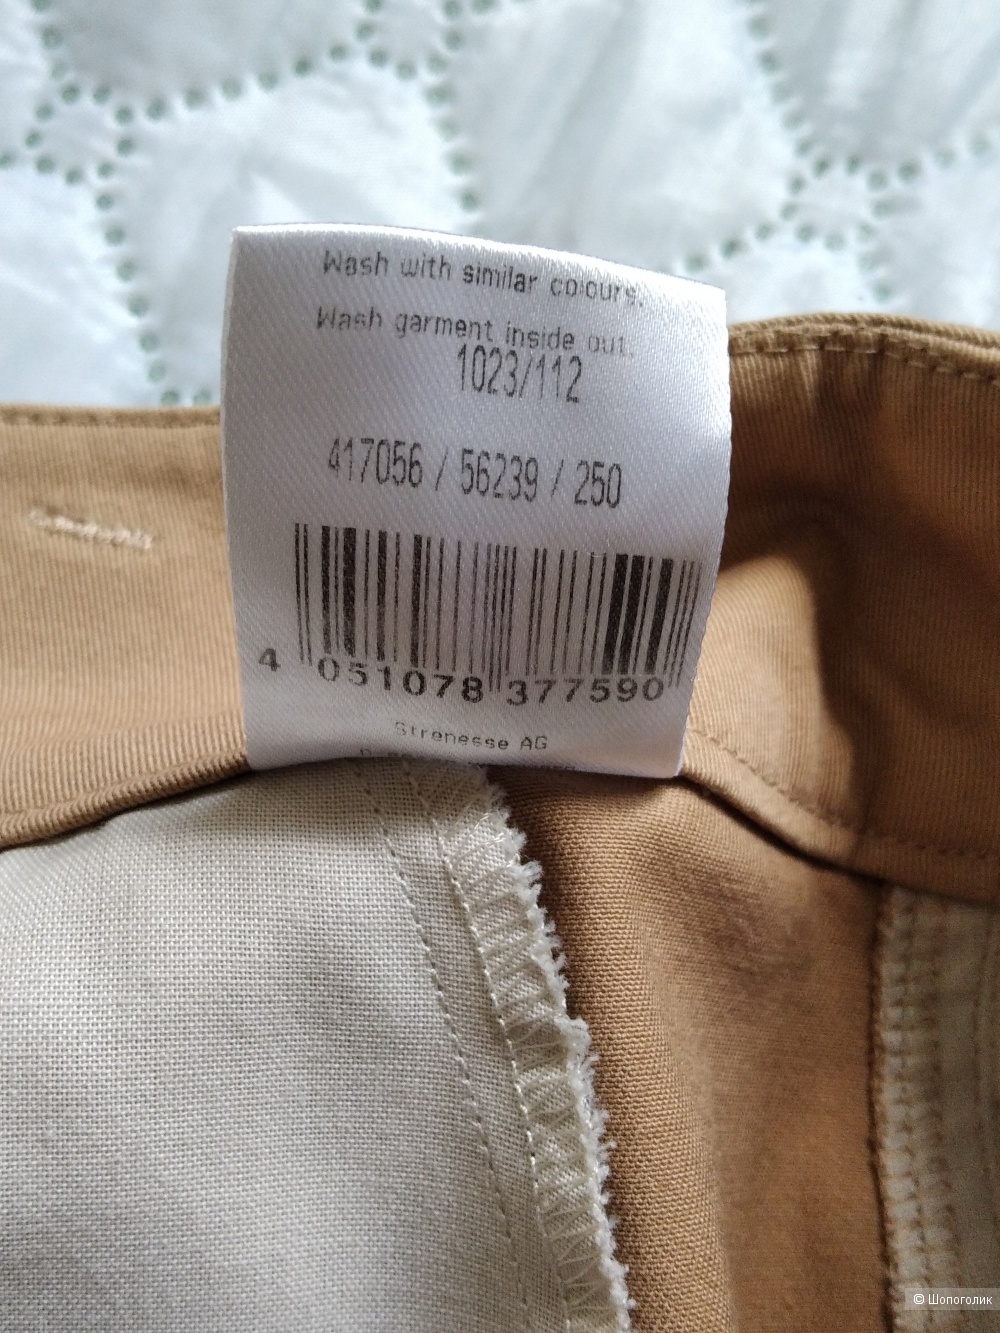 Wash with similar colours.
Wash garment inside out.
1023/112
417056 / 56239 / 250
4 051078 377590
Strenesse AG
© Шопоголик